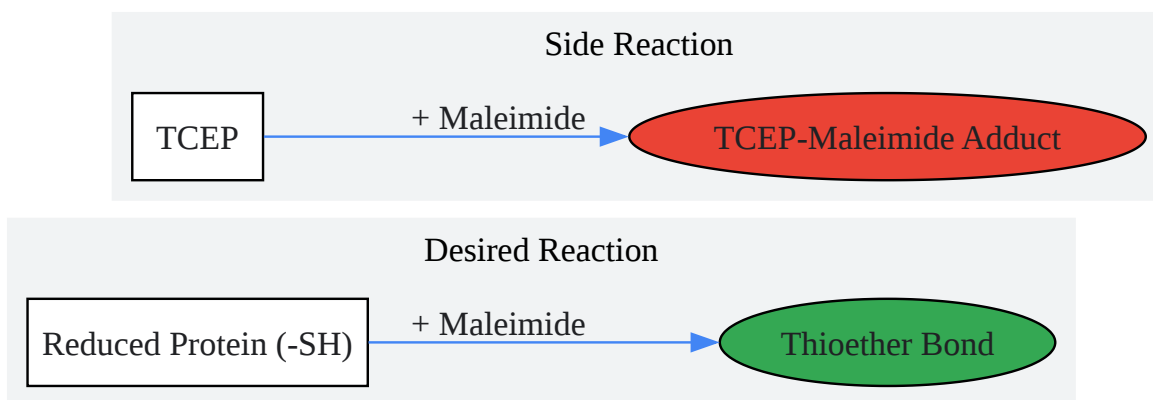 Side Reaction
TCEP
+ Maleimide
TCEP-Maleimide Adduct
Desired Reaction
Reduced Protein (-SH)
+ Maleimide
Thioether Bond